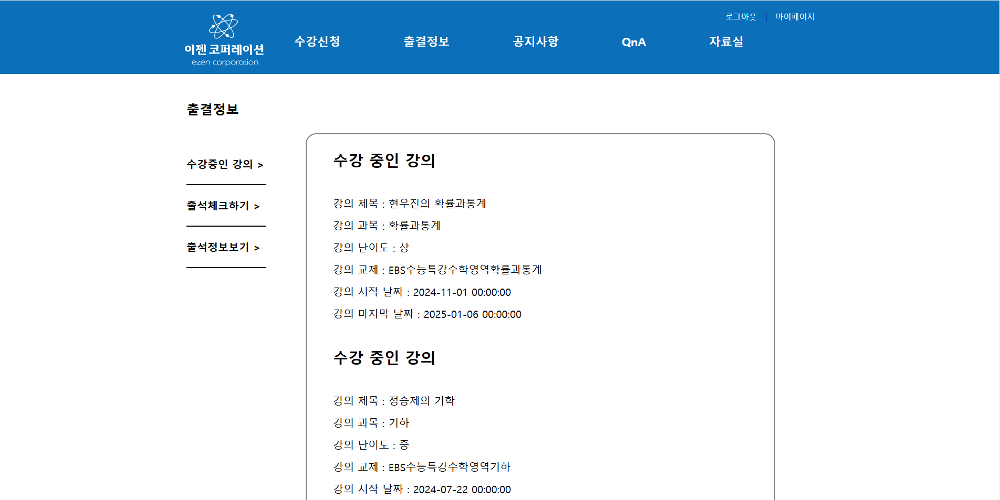 로그아웃 | 마이페이지
이젠 코퍼레이션
ezen corporation
수강신청 출결정보 공지사항 QnA 자료실
출결정보
수강중인 강의 >
출석체크하기 >
출석정보보기 >
수강 중인 강의
강의 제목 : 현우진의 확률과통계
강의 과목 : 확률과통계
강의 난이도 : 상
강의 교제 : EBS수능특강수학영역확률과통계
강의 시작 날짜 : 2024-11-01 00:00:00
강의 마지막 날짜 : 2025-01-06 00:00:00
수강 중인 강의
강의 제목 : 정승제의 기학
강의 과목 : 기하
강의 난이도 : 중
강의 교제 : EBS수능특강수학영역기하
강의 시작 날짜 : 2024-07-22 00:00:00